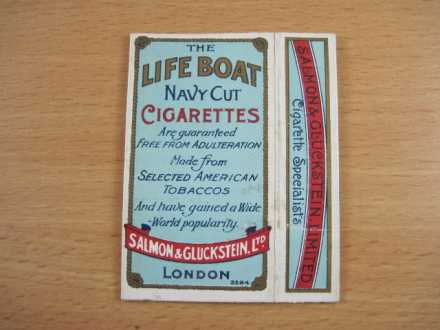 THE
LIFE BOAT
NAVY CUT
CIGARETTES
Are guaranteed
FREE FROM ADULTERATION
Made from
SELECTED AMERICAN
TOBACCOS
And have gained a Wide
-World popularity.
SALMON & GLUCKSTEIN. LTD
LONDON
2284
SALMON & GLUCKSTEIN, LIMITED
Cigarette Specialists